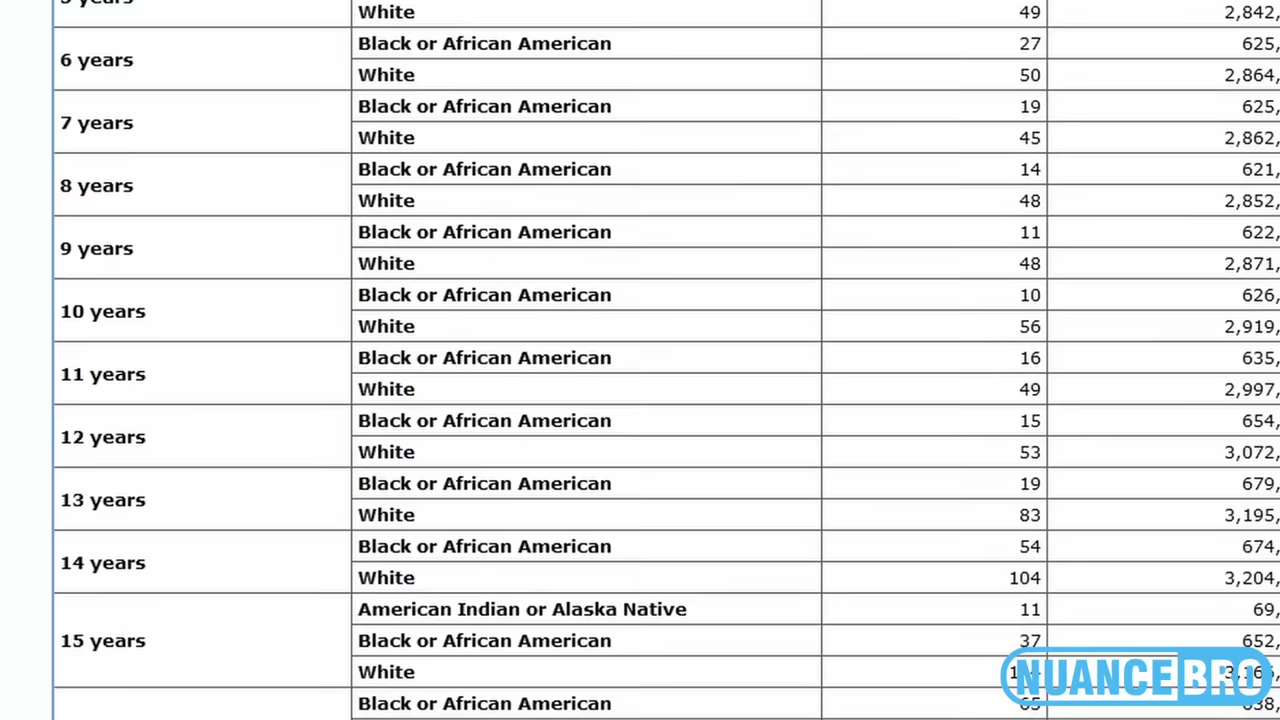 5 years White 49 2,842,
6 years Black or African American 27 625,
White 50 2,864,
7 years Black or African American 19 625,
White 45 2,862,
8 years Black or African American 14 621,
White 48 2,852,
9 years Black or African American 11 622,
White 48 2,871,
10 years Black or African American 10 626,
White 56 2,919,
11 years Black or African American 16 635,
White 49 2,997,
12 years Black or African American 15 654,
White 53 3,072,
13 years Black or African American 19 679,
White 83 3,195,
14 years Black or African American 54 674,
White 104 3,204,
15 years American Indian or Alaska Native 11 69,
Black or African American 37 652,
White
Black or African American 65 638,
NUANCEBRO